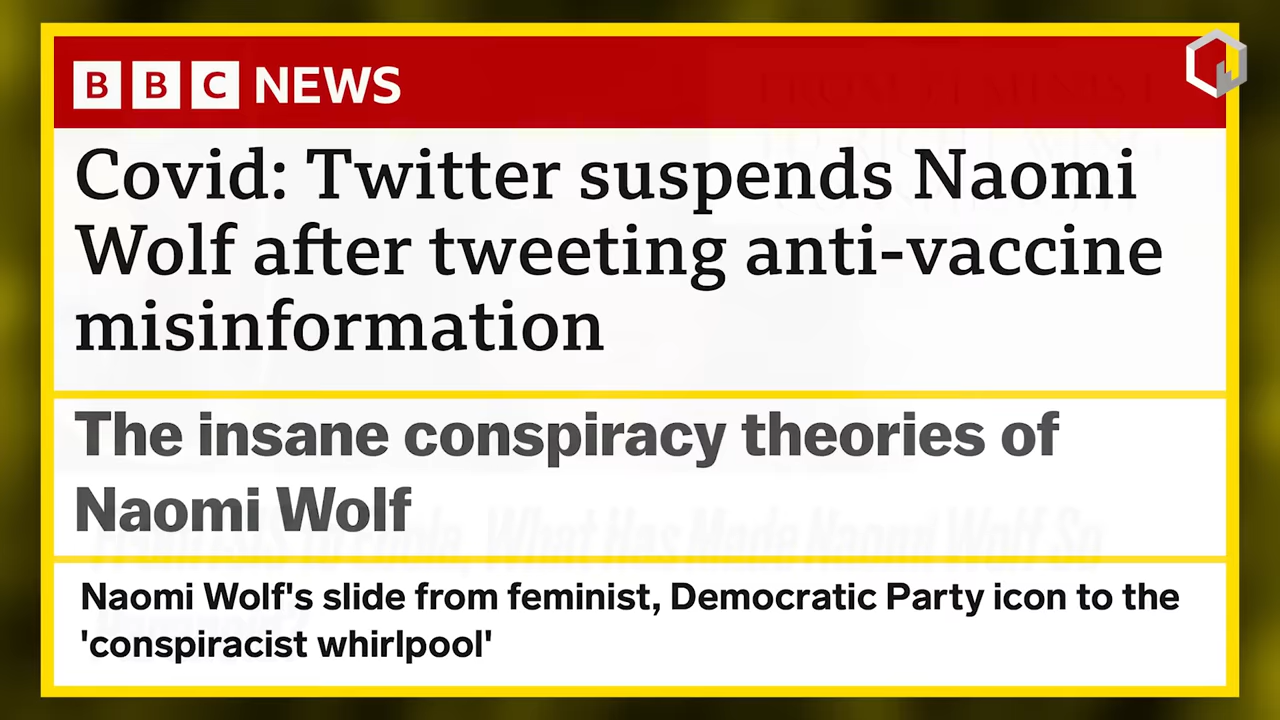 BBC NEWS
Covid: Twitter suspends Naomi
Wolf after tweeting anti-vaccine
misinformation
The insane conspiracy theories of
Naomi Wolf
Naomi Wolf's slide from feminist, Democratic Party icon to the
'conspiracist whirlpool'